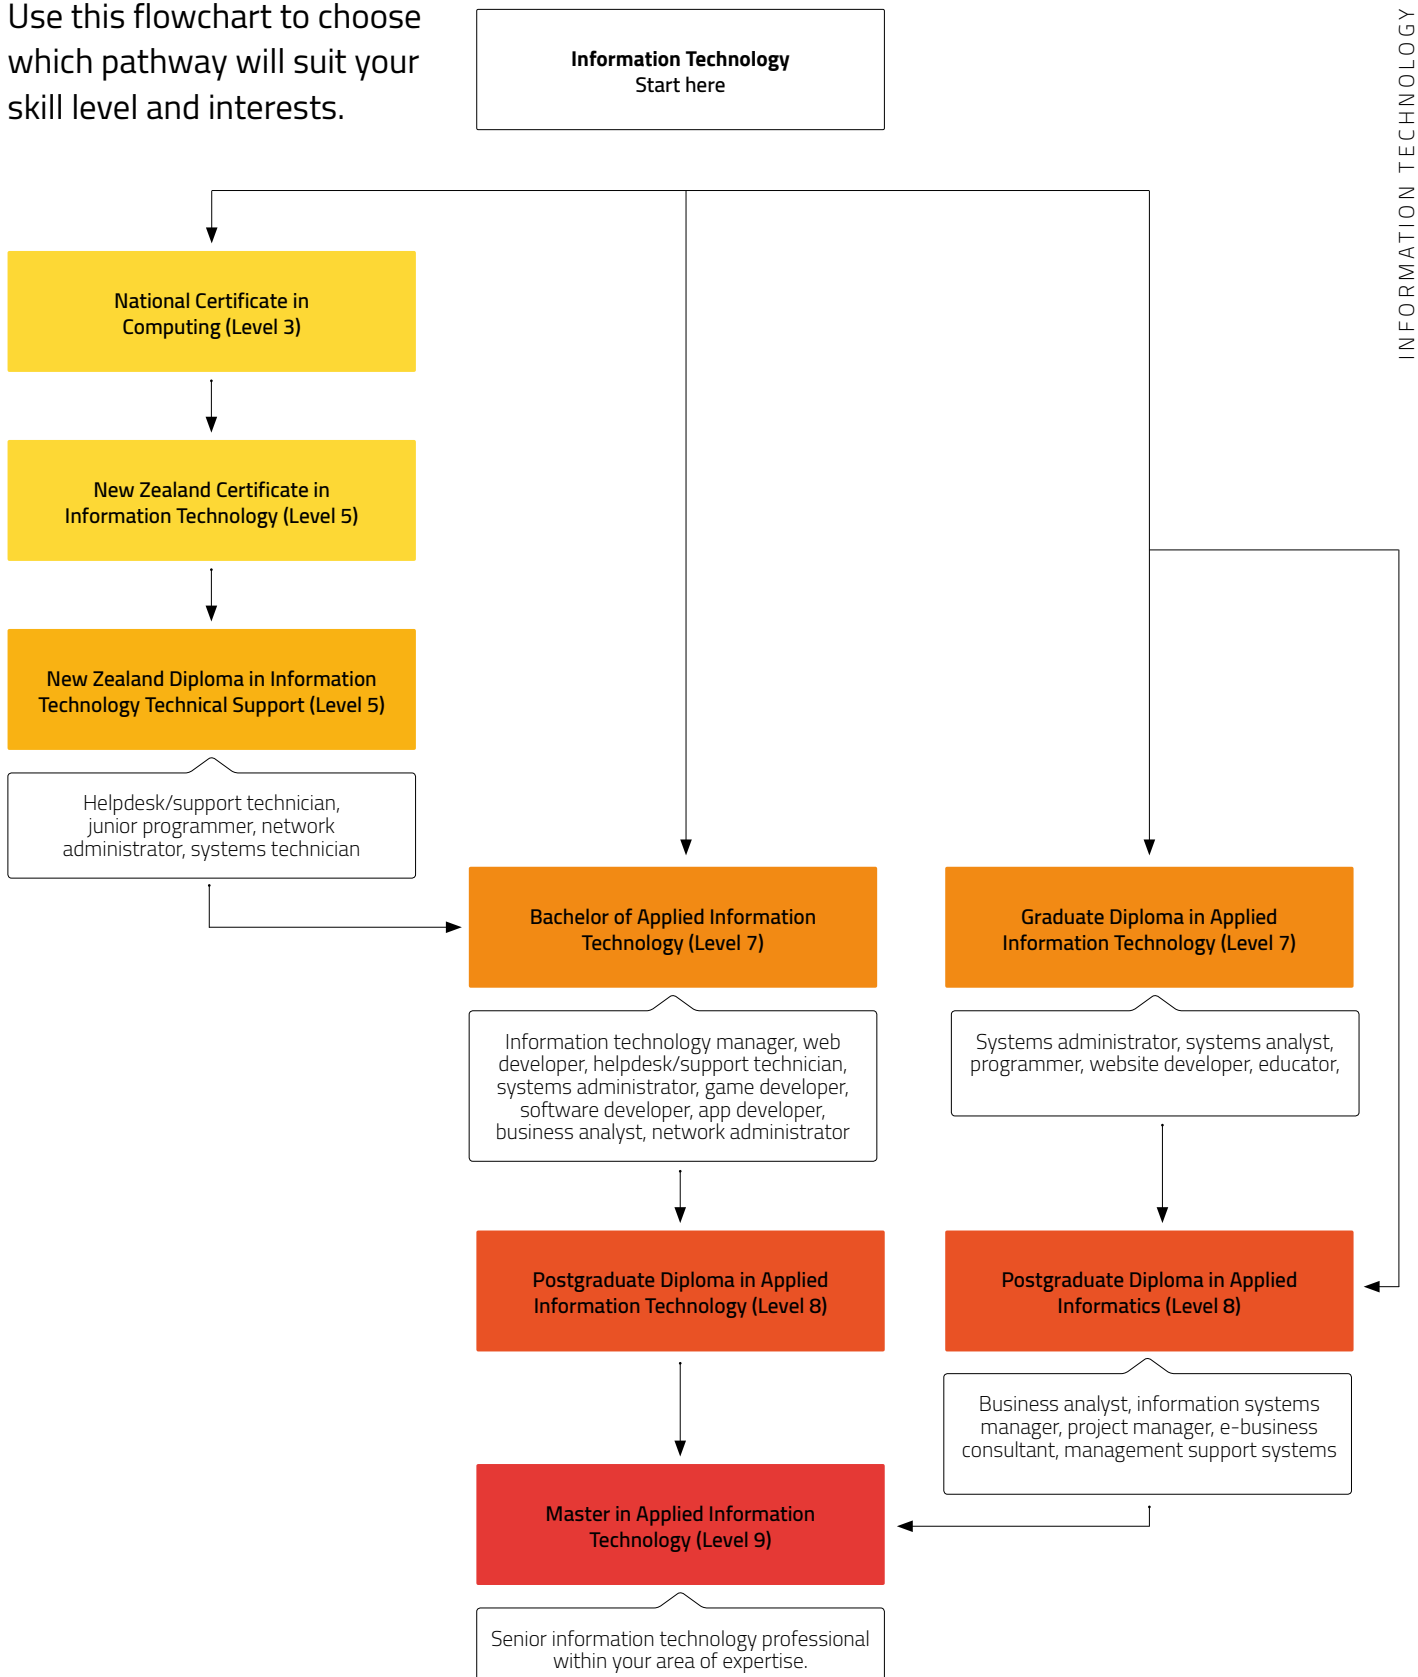 Use this flowchart to choose
which pathway will suit your
skill level and interests.
Information Technology
Start here
INFORMATION TECHNOLOGY
National Certificate in
Computing (Level 3)
New Zealand Certificate in
Information Technology (Level 5)
New Zealand Diploma in Information
Technology Technical Support (Level 5)
Helpdesk/support technician,
junior programmer, network
administrator, systems technician
Bachelor of Applied Information
Technology (Level 7)
Graduate Diploma in Applied
Information Technology (Level 7)
Information technology manager, web
developer, helpdesk/support technician,
systems administrator, game developer,
software developer, app developer,
business analyst, network administrator
Systems administrator, systems analyst,
programmer, website developer, educator,
Postgraduate Diploma in Applied
Information Technology (Level 8)
Postgraduate Diploma in Applied
Informatics (Level 8)
Business analyst, information systems
manager, project manager, e-business
consultant, management support systems
Master in Applied Information
Technology (Level 9)
Senior information technology professional
within your area of expertise.